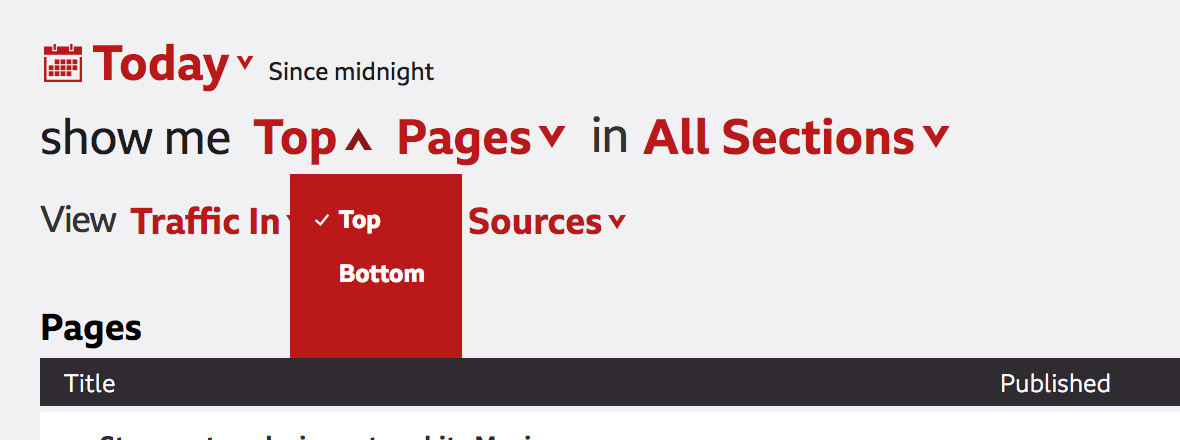 Today Since midnight
show me Top Pages in All Sections
View Traffic In Sources
Top
Bottom
Pages
Title Published